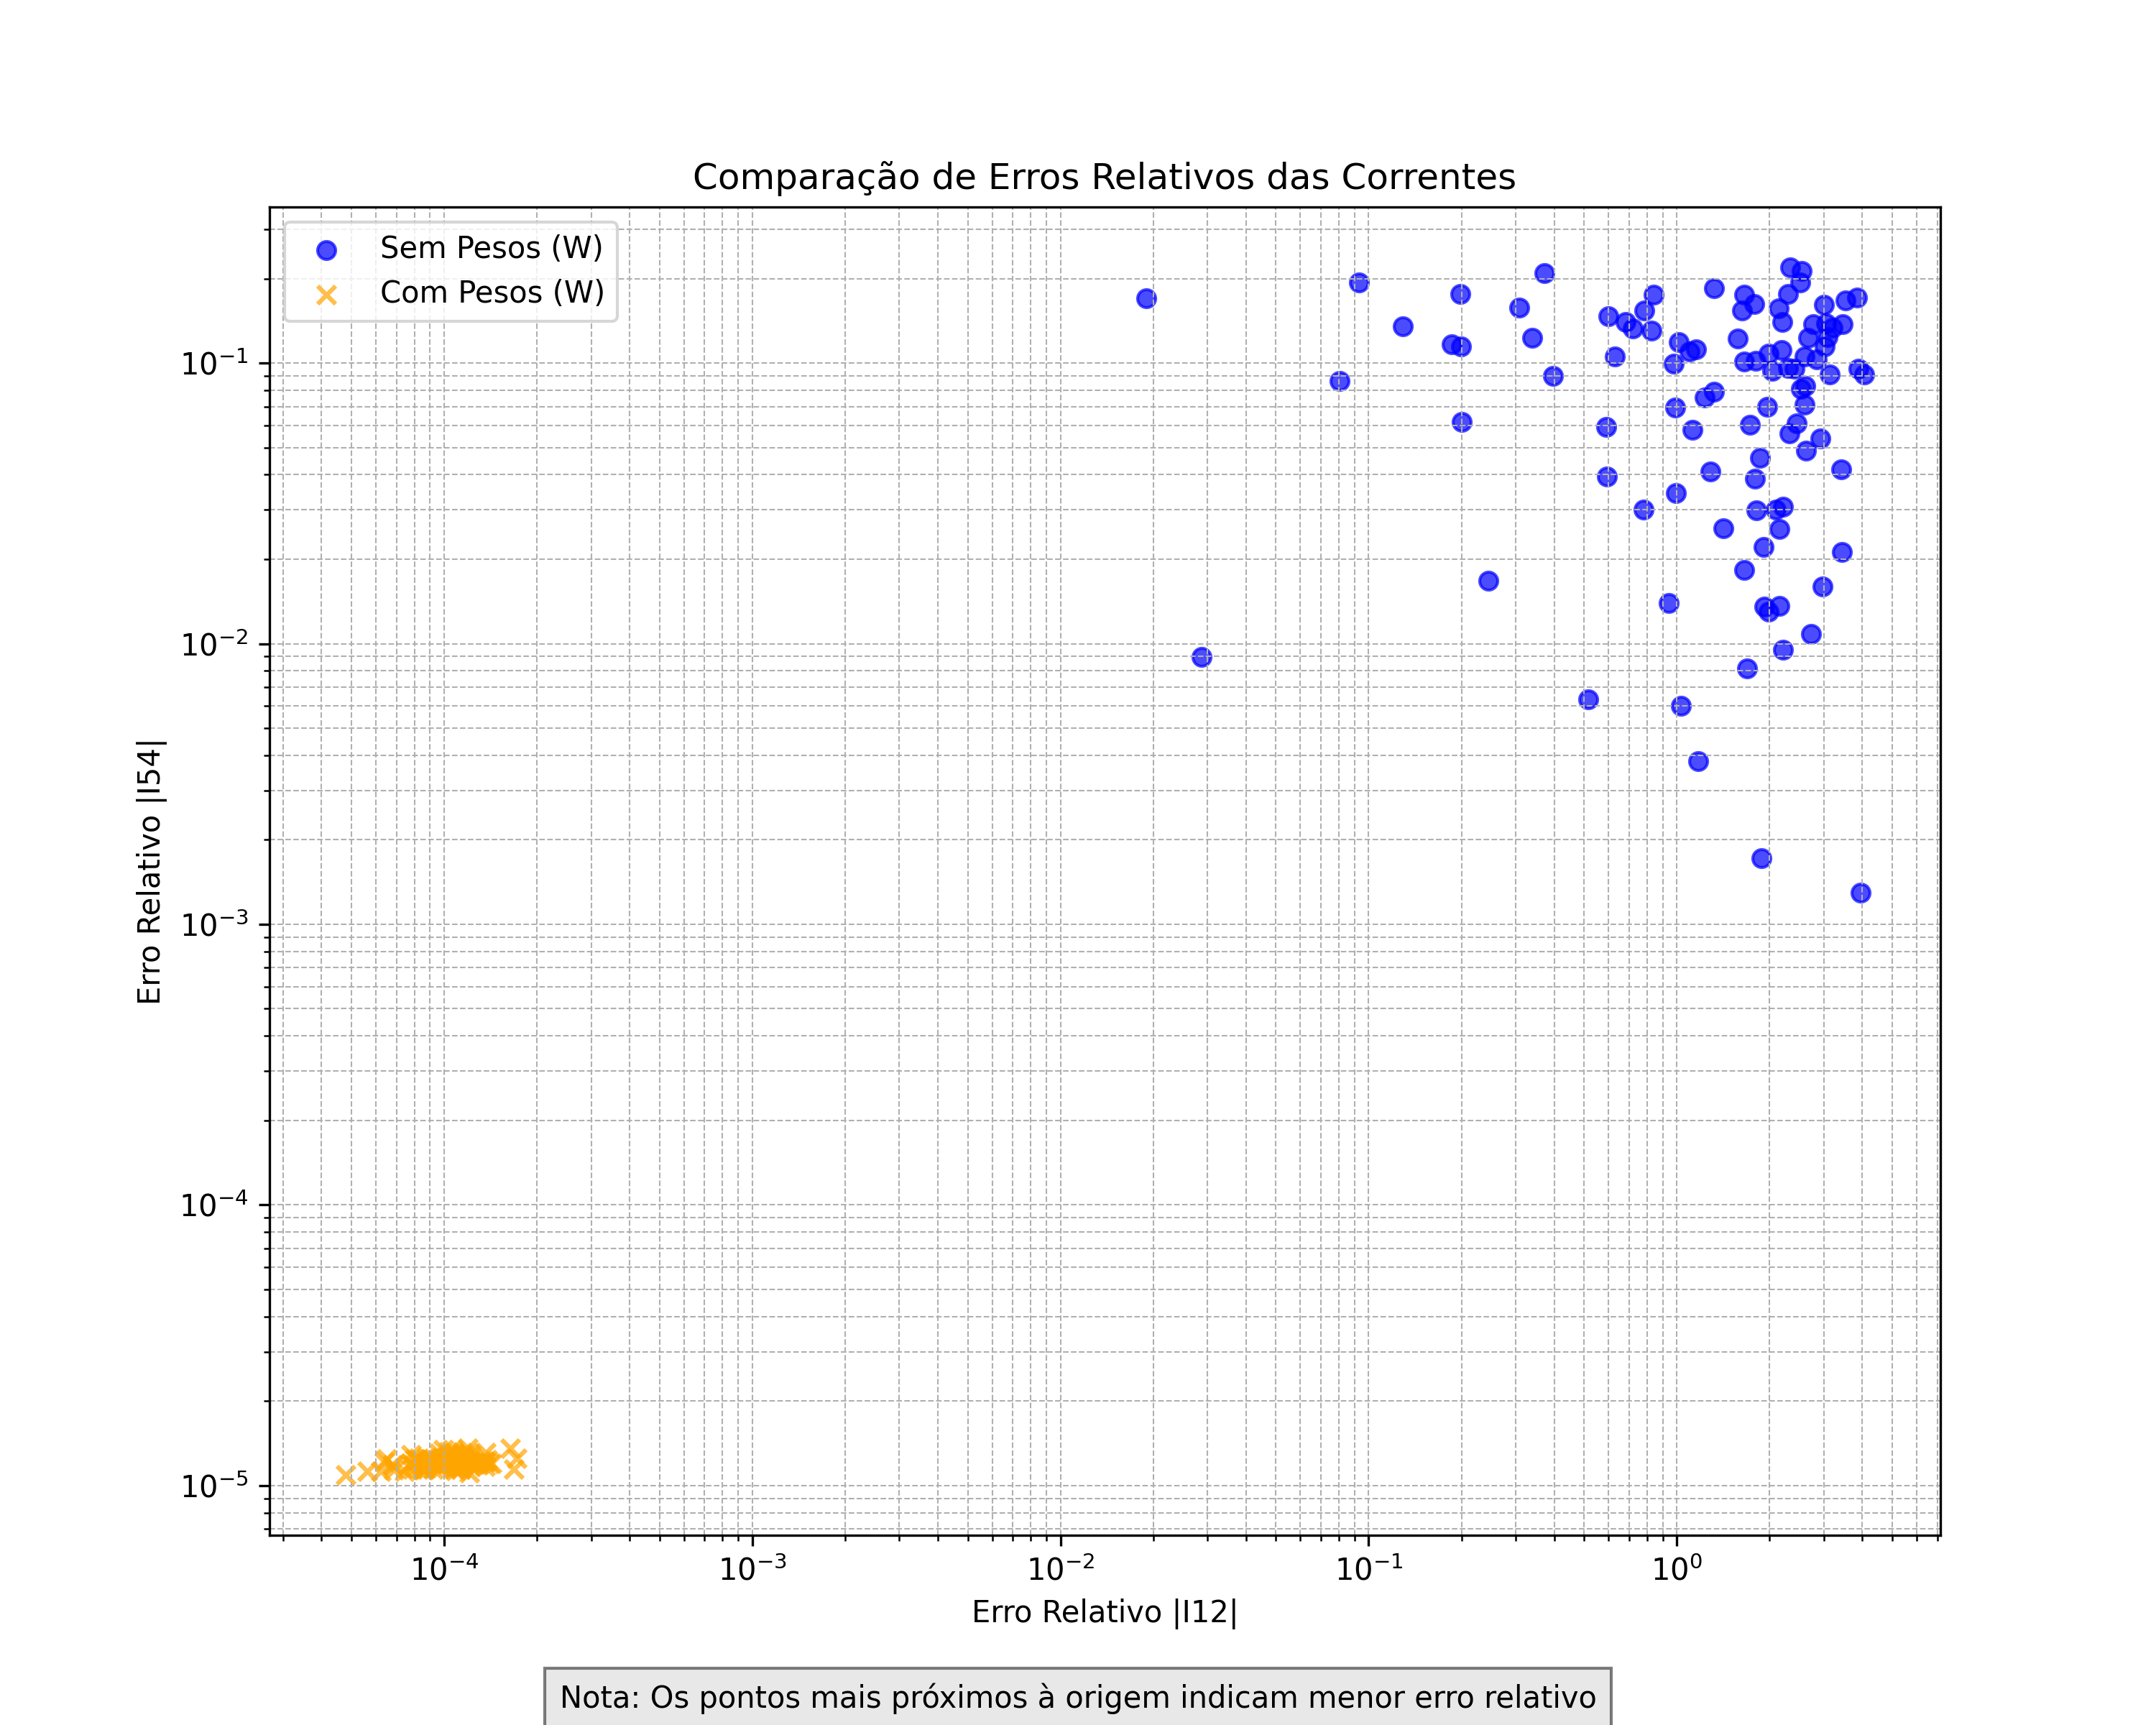 Comparação de Erros Relativos das Correntes
Sem Pesos (W)
Com Pesos (W)
Erro Relativo |I54|
10⁻¹
10⁻²
10⁻³
10⁻⁴
10⁻⁵
10⁻⁴
10⁻³
10⁻²
10⁻¹
10⁰
Erro Relativo |I12|
Nota: Os pontos mais próximos à origem indicam menor erro relativo